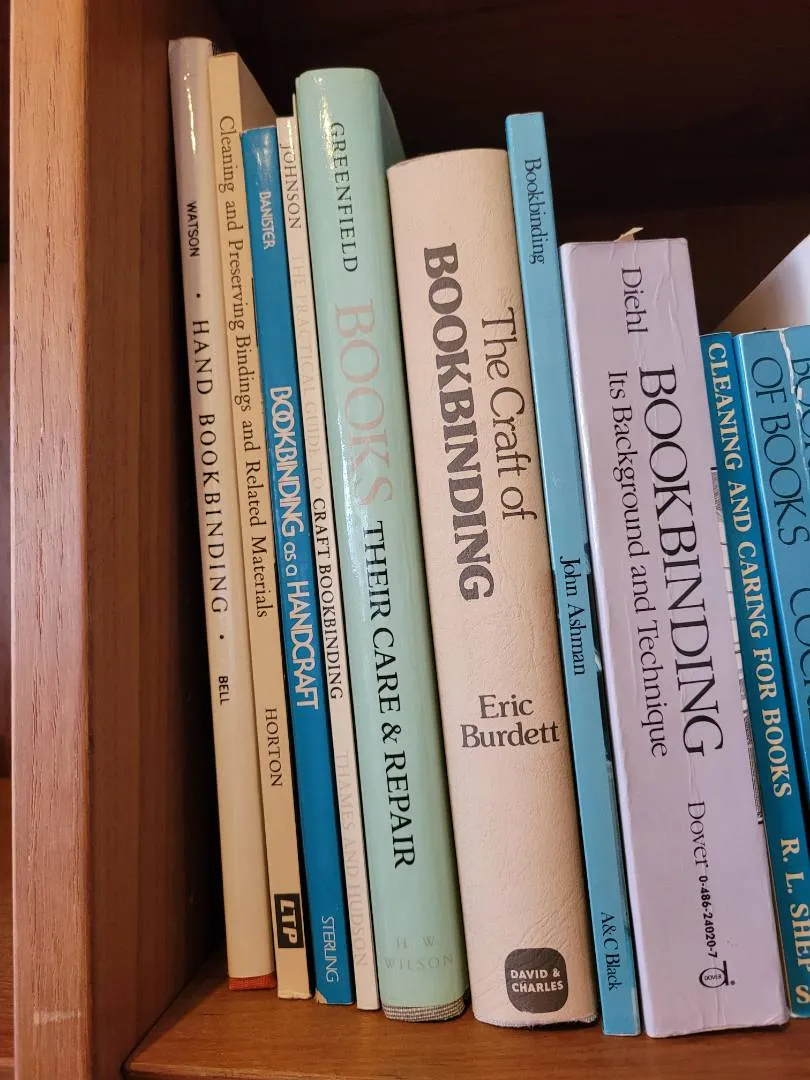 WATSON • HAND BOOKBINDING • BELL
Cleaning and Preserving Bindings and Related Materials HORTON LTP
BANISTER BOOKBINDING as a HANDCRAFT STERLING
JOHNSON THE PRACTICAL GUIDE TO CRAFT BOOKBINDING THAMES AND HUDSON
GREENFIELD BOOKS THEIR CARE & REPAIR H. W. WILSON
The Craft of
BOOKBINDING
Eric
Burdett
DAVID &
CHARLES
Bookbinding John Ashman A&C Black
Diehl BOOKBINDING
Its Background and Technique
Dover 0-486-24020-7
DOVER
CLEANING AND CARING FOR BOOKS R. L. SHEP
OF BOOKS